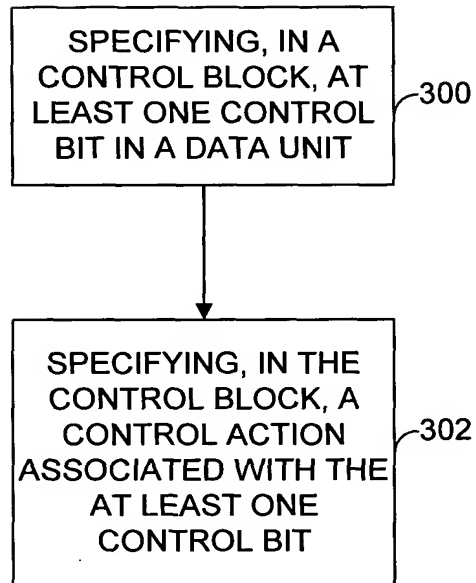 SPECIFYING, IN A
CONTROL BLOCK, AT
LEAST ONE CONTROL
BIT IN A DATA UNIT
300
SPECIFYING, IN THE
CONTROL BLOCK, A
CONTROL ACTION
ASSOCIATED WITH THE
AT LEAST ONE
CONTROL BIT
302